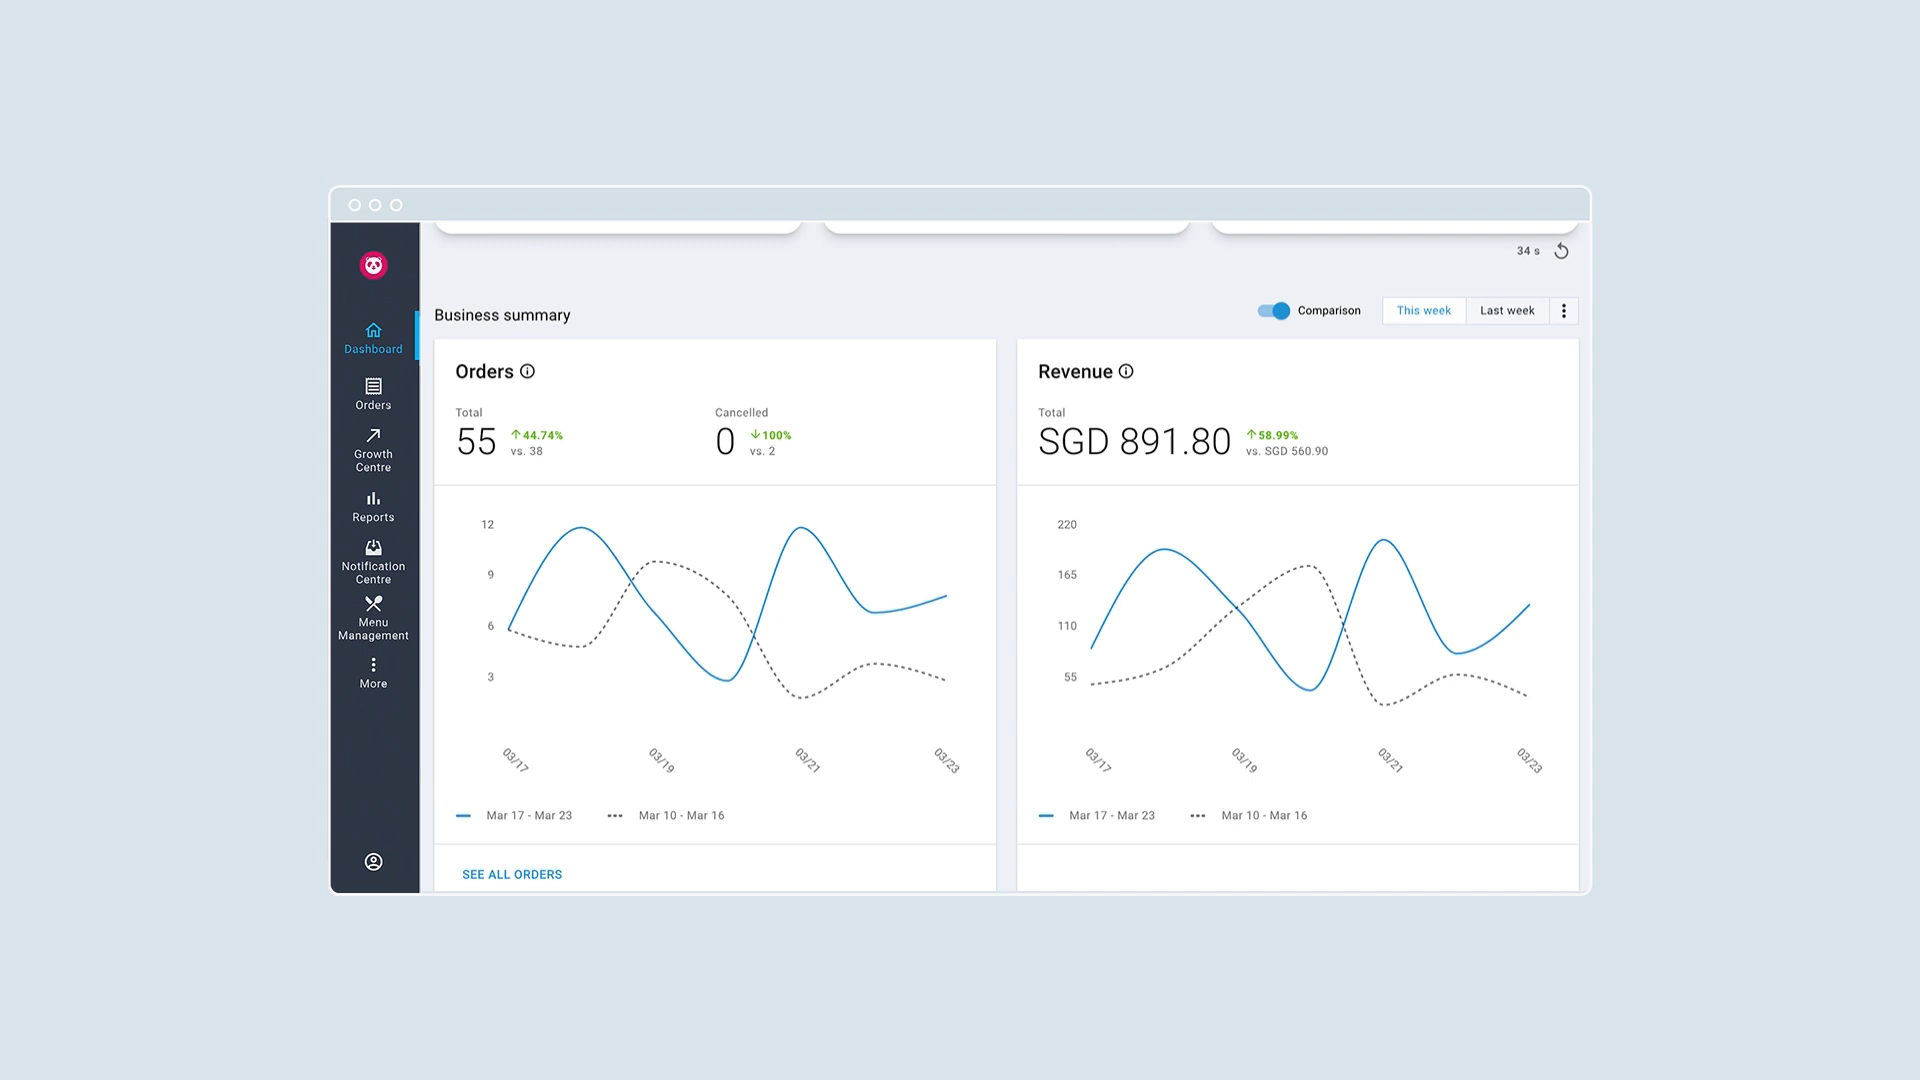 34 s
Business summary
Comparison
This week
Last week
Dashboard
Orders
Growth
Centre
Reports
Notification
Centre
Menu
Management
More
Orders
Total
55
44.74%
vs. 38
Cancelled
0
100%
vs. 2
12
9
6
3
03/17
03/19
03/21
03/23
Mar 17 - Mar 23
Mar 10 - Mar 16
SEE ALL ORDERS
Revenue
Total
SGD 891.80
58.99%
vs. SGD 560.90
220
165
110
55
03/17
03/19
03/21
03/23
Mar 17 - Mar 23
Mar 10 - Mar 16